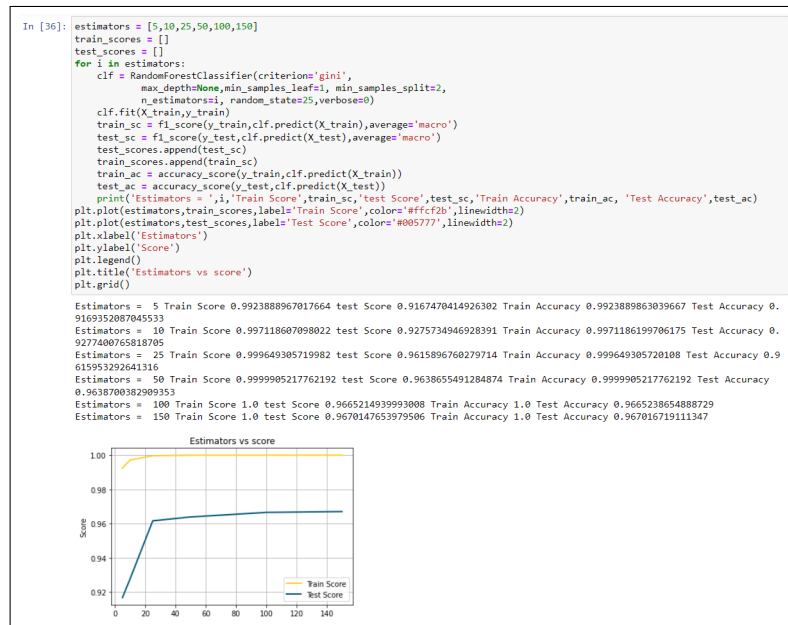 In [36]: estimators = [5,10,25,50,100,150]
train_scores = []
test_scores = []
for i in estimators:
    clf = RandomForestClassifier(criterion='gini',
            max_depth=None,min_samples_leaf=1, min_samples_split=2,
            n_estimators=i, random_state=25,verbose=0)
    clf.fit(X_train,y_train)
    train_sc = f1_score(y_train,clf.predict(X_train),average='macro')
    test_sc = f1_score(y_test,clf.predict(X_test),average='macro')
    test_scores.append(test_sc)
    train_scores.append(train_sc)
    train_ac = accuracy_score(y_train,clf.predict(X_train))
    test_ac = accuracy_score(y_test,clf.predict(X_test))
    print('Estimators = ',i,'Train Score',train_sc,'test Score',test_sc,'Train Accuracy',train_ac, 'Test Accuracy',test_ac)
plt.plot(estimators,train_scores,label='Train Score',color='#ffcf2b',linewidth=2)
plt.plot(estimators,test_scores,label='Test Score',color='#005777',linewidth=2)
plt.xlabel('Estimators')
plt.ylabel('Score')
plt.legend()
plt.title('Estimators vs score')
plt.grid()
Estimators =  5 Train Score 0.9923888967017664 test Score 0.9167470414926302 Train Accuracy 0.9923889863039667 Test Accuracy 0.
9169352087045533
Estimators =  10 Train Score 0.997118607098022 test Score 0.9275734946928391 Train Accuracy 0.9971186199706175 Test Accuracy 0.
9277400765818705
Estimators =  25 Train Score 0.999649305719982 test Score 0.9615896760279714 Train Accuracy 0.999649305720108 Test Accuracy 0.9
615953292641316
Estimators =  50 Train Score 0.9999905217762192 test Score 0.9638655491284874 Train Accuracy 0.9999905217762192 Test Accuracy
0.9638700382909353
Estimators =  100 Train Score 1.0 test Score 0.9665214939993008 Train Accuracy 1.0 Test Accuracy 0.9665238654888729
Estimators =  150 Train Score 1.0 test Score 0.9670147653979506 Train Accuracy 1.0 Test Accuracy 0.967016719111347
Estimators vs score
1.00
0.98
0.96
0.94
0.92
Score
Train Score
Test Score
0 20 40 60 80 100 120 140